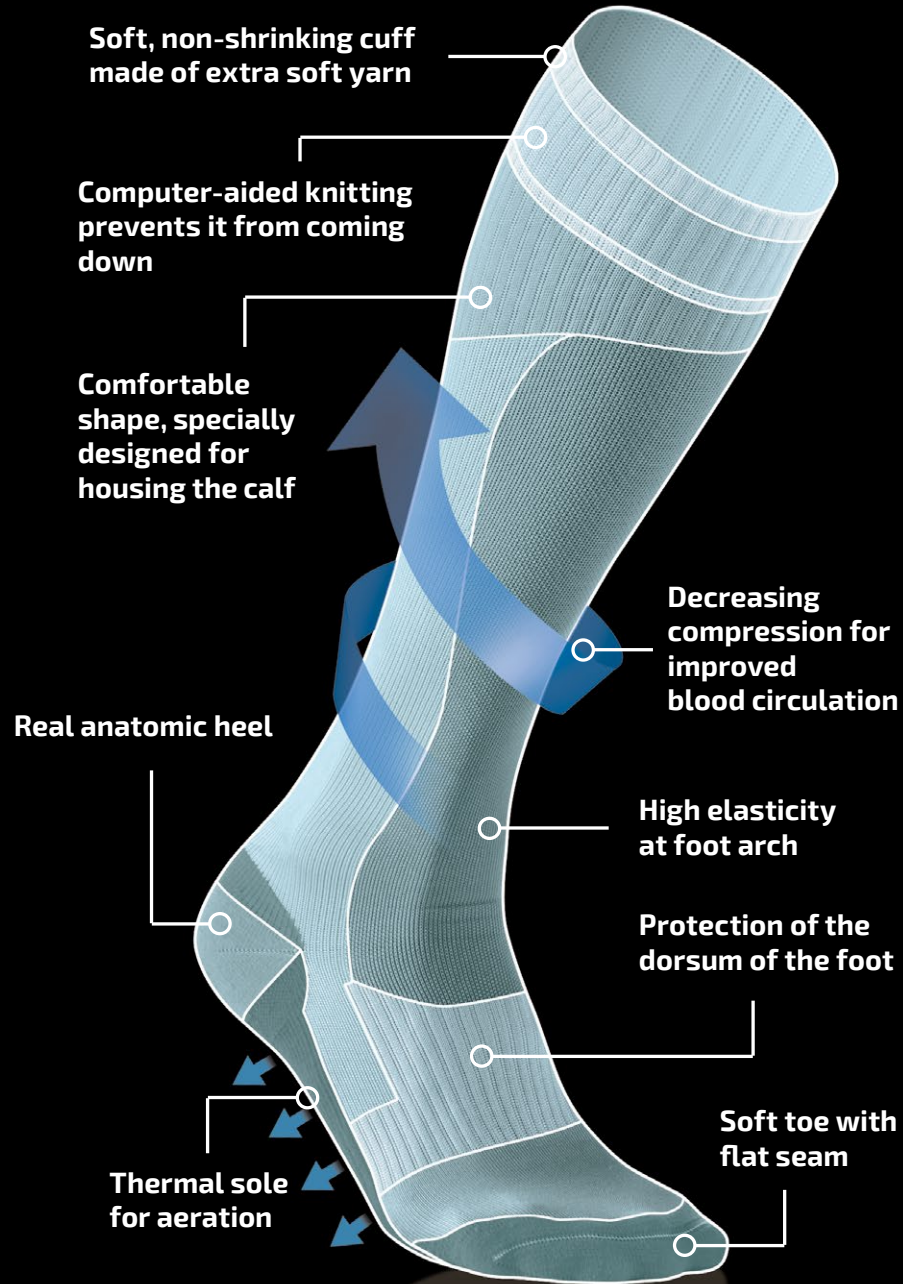 Soft, non-shrinking cuff
made of extra soft yarn
Computer-aided knitting
prevents it from coming
down
Comfortable
shape, specially
designed for
housing the calf
Decreasing
compression for
improved
blood circulation
Real anatomic heel
High elasticity
at foot arch
Protection of the
dorsum of the foot
Soft toe with
flat seam
Thermal sole
for aeration